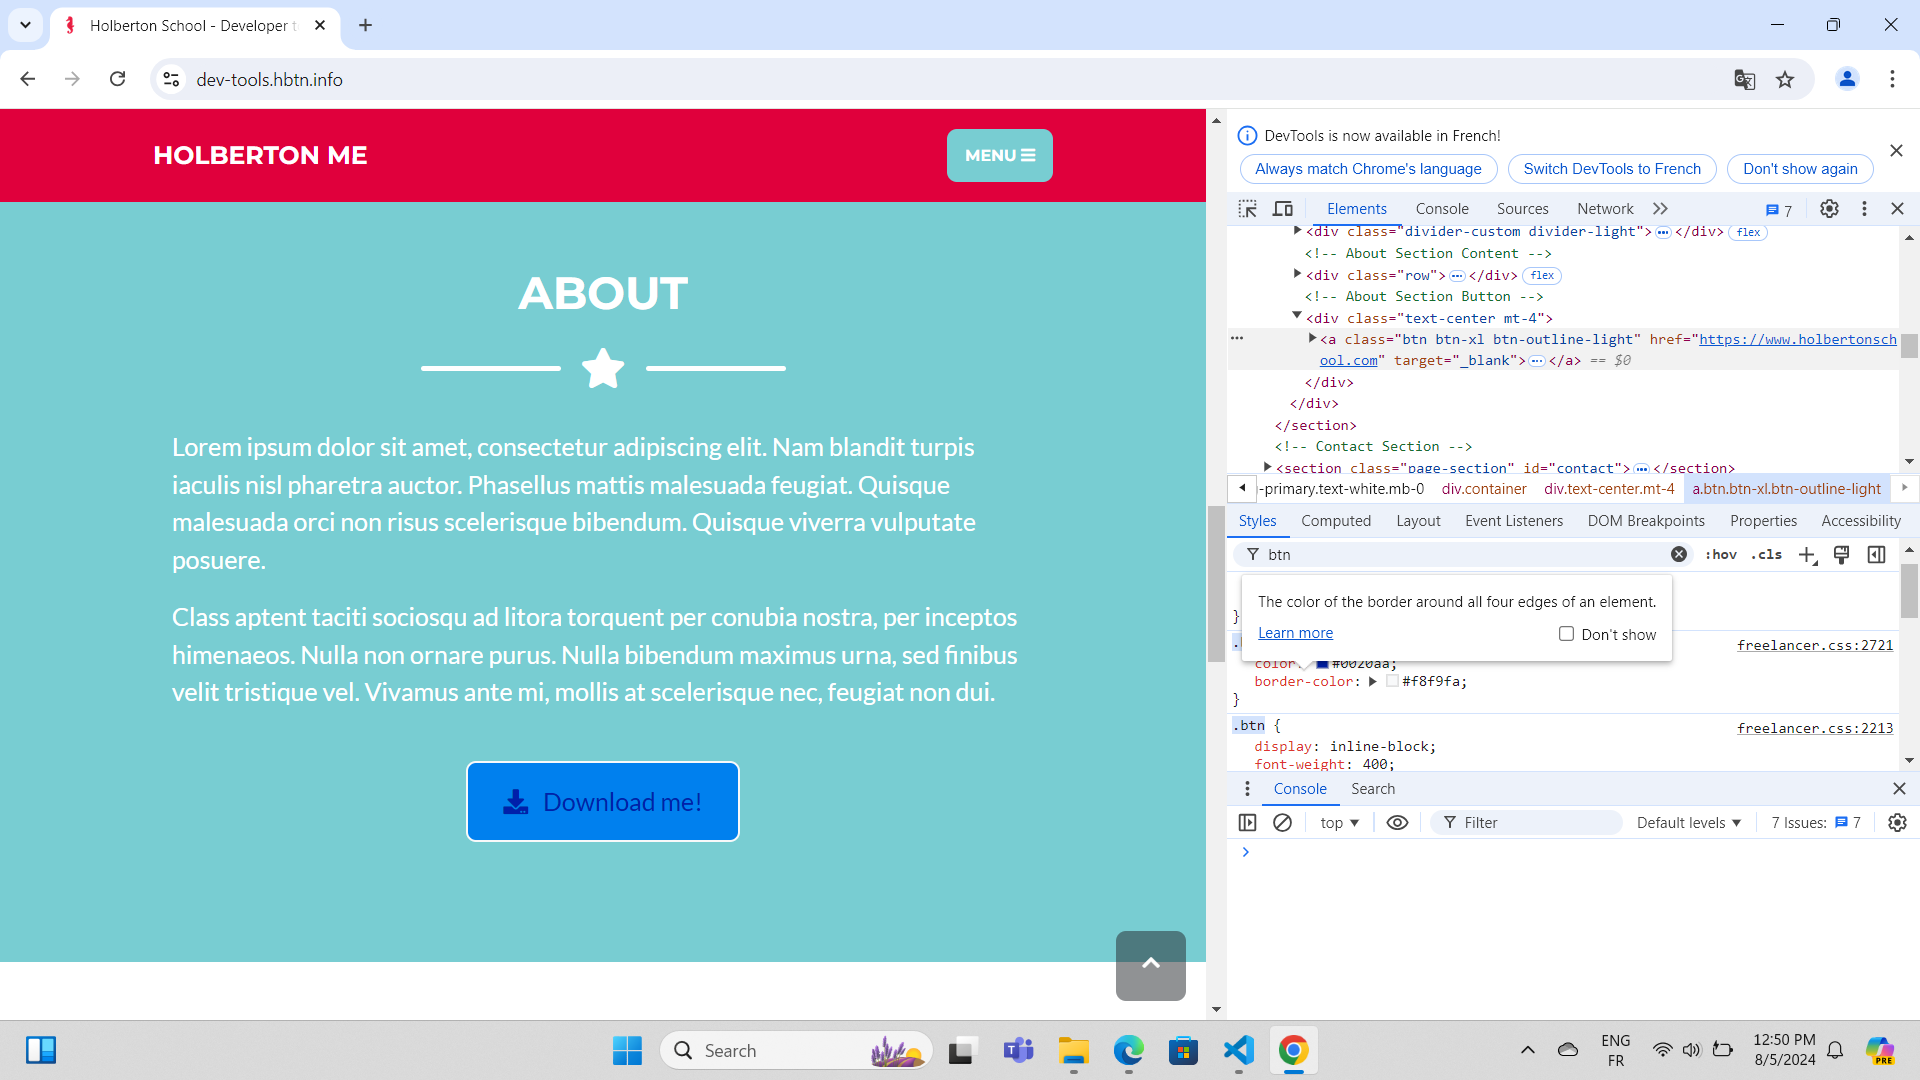 Holberton School - Developer t
dev-tools.hbtn.info
HOLBERTON ME
MENU
ABOUT
Lorem ipsum dolor sit amet, consectetur adipiscing elit. Nam blandit turpis
iaculis nisl pharetra auctor. Phasellus mattis malesuada feugiat. Quisque
malesuada orci non risus scelerisque bibendum. Quisque viverra vulputate
posuere.
Class aptent taciti sociosqu ad litora torquent per conubia nostra, per inceptos
himenaeos. Nulla non ornare purus. Nulla bibendum maximus urna, sed finibus
velit tristique vel. Vivamus ante mi, mollis at scelerisque nec, feugiat non dui.
Download me!
DevTools is now available in French!
Always match Chrome's language Switch DevTools to French Don't show again
Elements Console Sources Network 7
<div class="divider-custom divider-light"> </div> flex
<!-- About Section Content -->
<div class="row"> </div> flex
<!-- About Section Button -->
<div class="text-center mt-4">
<a class="btn btn-xl btn-outline-light" href="https://www.holbertonsch
ool.com" target="_blank"> </a> == $0
</div>
</div>
</section>
<!-- Contact Section -->
<section class="page-section" id="contact"> </section>
-primary.text-white.mb-0 div.container div.text-center.mt-4 a.btn.btn-xl.btn-outline-light
Styles Computed Layout Event Listeners DOM Breakpoints Properties Accessibility
btn :hov .cls
The color of the border around all four edges of an element.
Learn more Don't show
}
freelancer.css:2721
color: #0020aa;
border-color: #f8f9fa;
}
.btn { freelancer.css:2213
display: inline-block;
font-weight: 400;
Console Search
top Filter Default levels 7 Issues: 7
Search
ENG
FR
12:50 PM
8/5/2024
PRE